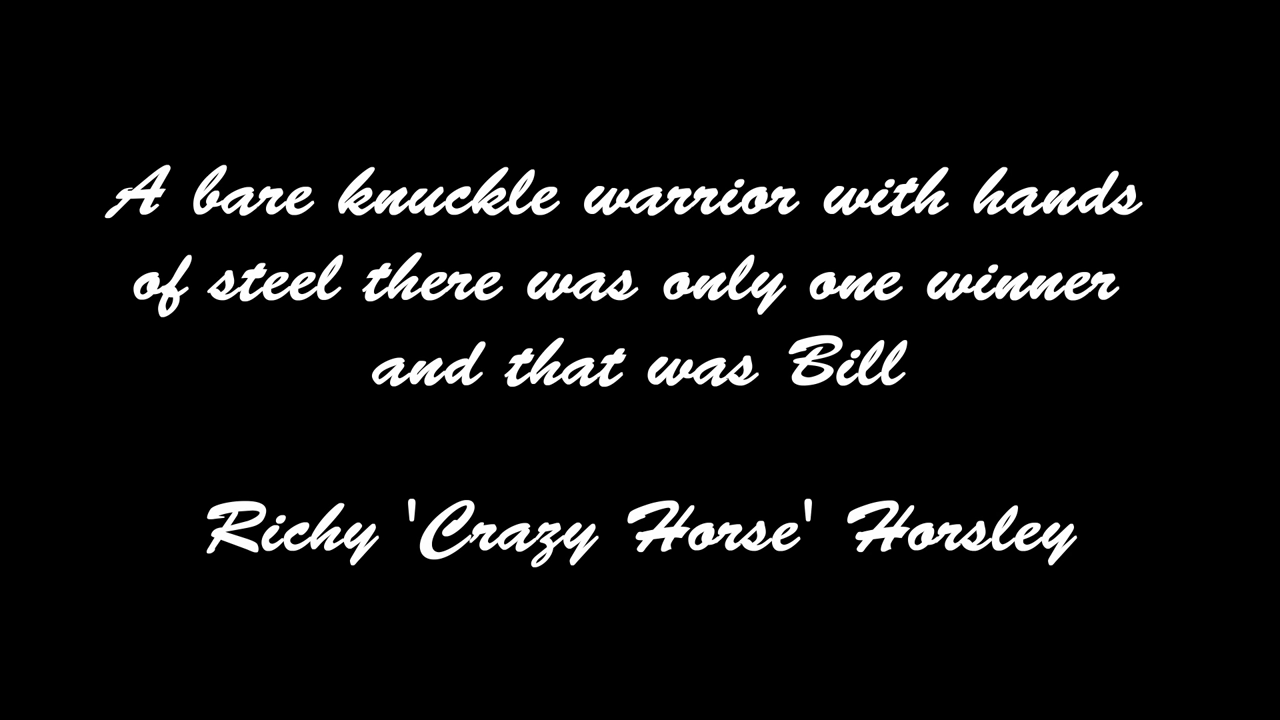 A bare knuckle warrior with hands
of steel there was only one winner
and that was Bill
Richy 'Crazy Horse' Horsley